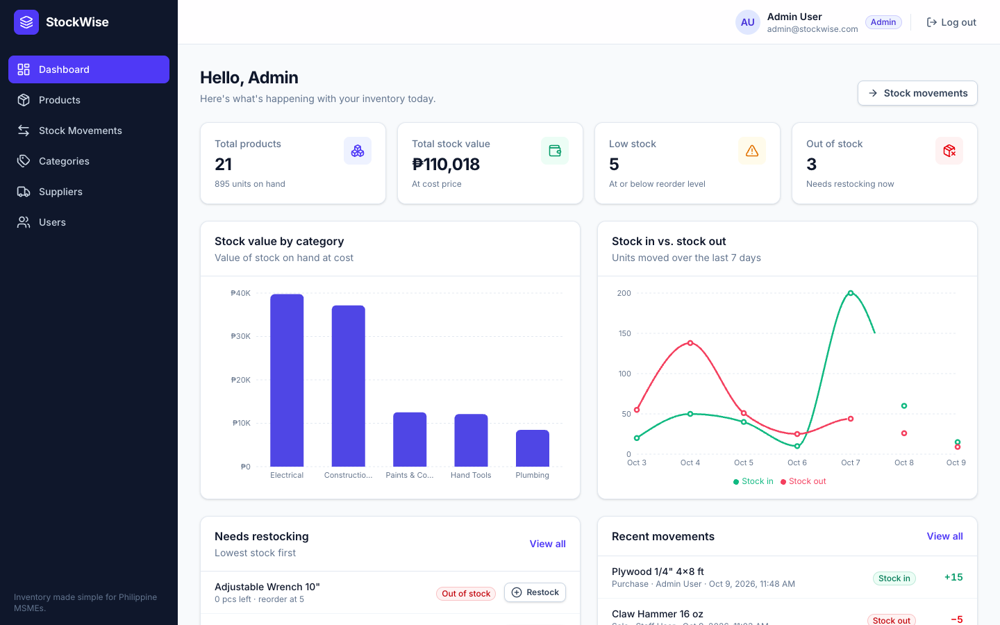 StockWise
Dashboard
Products
Stock Movements
Categories
Suppliers
Users
Inventory made simple for Philippine
MSMEs.
AU
Admin User
admin@stockwise.com
Admin
Log out
Hello, Admin
Here's what's happening with your inventory today.
Stock movements
Total products
21
895 units on hand
Total stock value
₱110,018
At cost price
Low stock
5
At or below reorder level
Out of stock
3
Needs restocking now
Stock value by category
Value of stock on hand at cost
₱40K
₱30K
₱20K
₱10K
₱0
Electrical
Constructio...
Paints & Co...
Hand Tools
Plumbing
Stock in vs. stock out
Units moved over the last 7 days
200
150
100
50
0
Oct 3
Oct 4
Oct 5
Oct 6
Oct 7
Oct 8
Oct 9
Stock in
Stock out
Needs restocking
Lowest stock first
View all
Adjustable Wrench 10"
0 pcs left · reorder at 5
Out of stock
Restock
Recent movements
View all
Plywood 1/4" 4×8 ft
Purchase · Admin User · Oct 9, 2026, 11:48 AM
Stock in
+15
Claw Hammer 16 oz
Stock out
−5